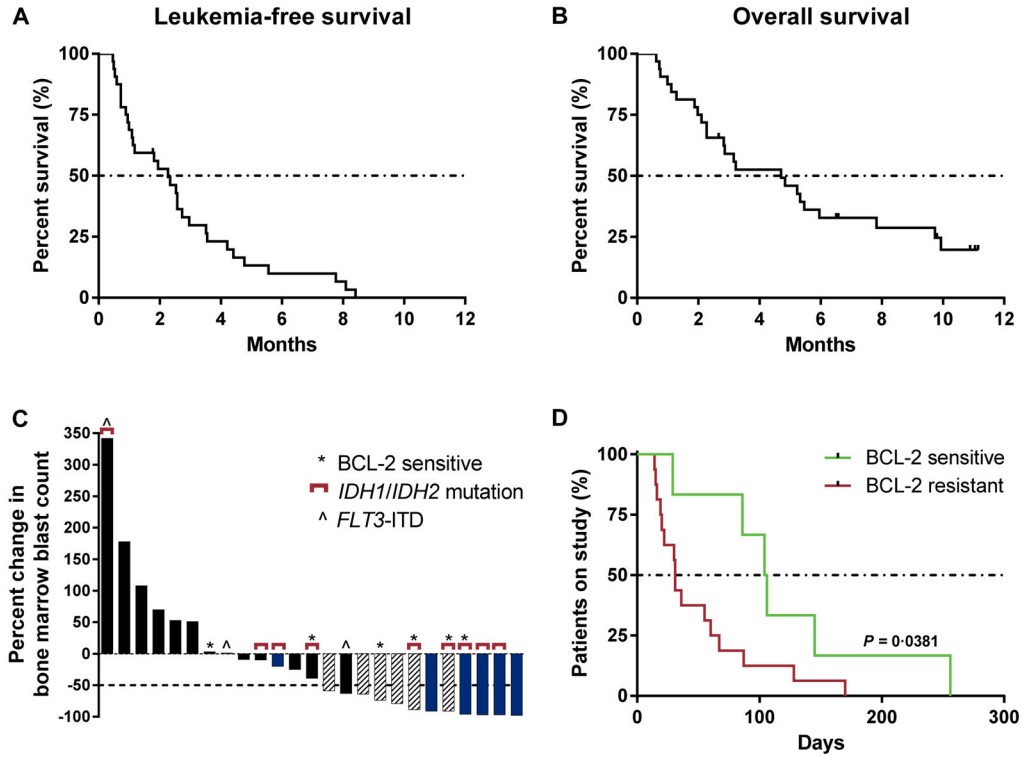 A
Leukemia-free survival
Percent survival (%)
100
75
50
25
0
0 2 4 6 8 10 12
Months
B
Overall survival
Percent survival (%)
100
75
50
25
0
0 2 4 6 8 10 12
Months
C
Percent change in
bone marrow blast count
350
300
250
200
150
100
50
0
-50
-100
^
* ^ * ^ * * * *
* BCL-2 sensitive
IDH1/IDH2 mutation
^ FLT3-ITD
D
Patients on study (%)
100
75
50
25
0
0 100 200 300
Days
BCL-2 sensitive
BCL-2 resistant
P = 0·0381